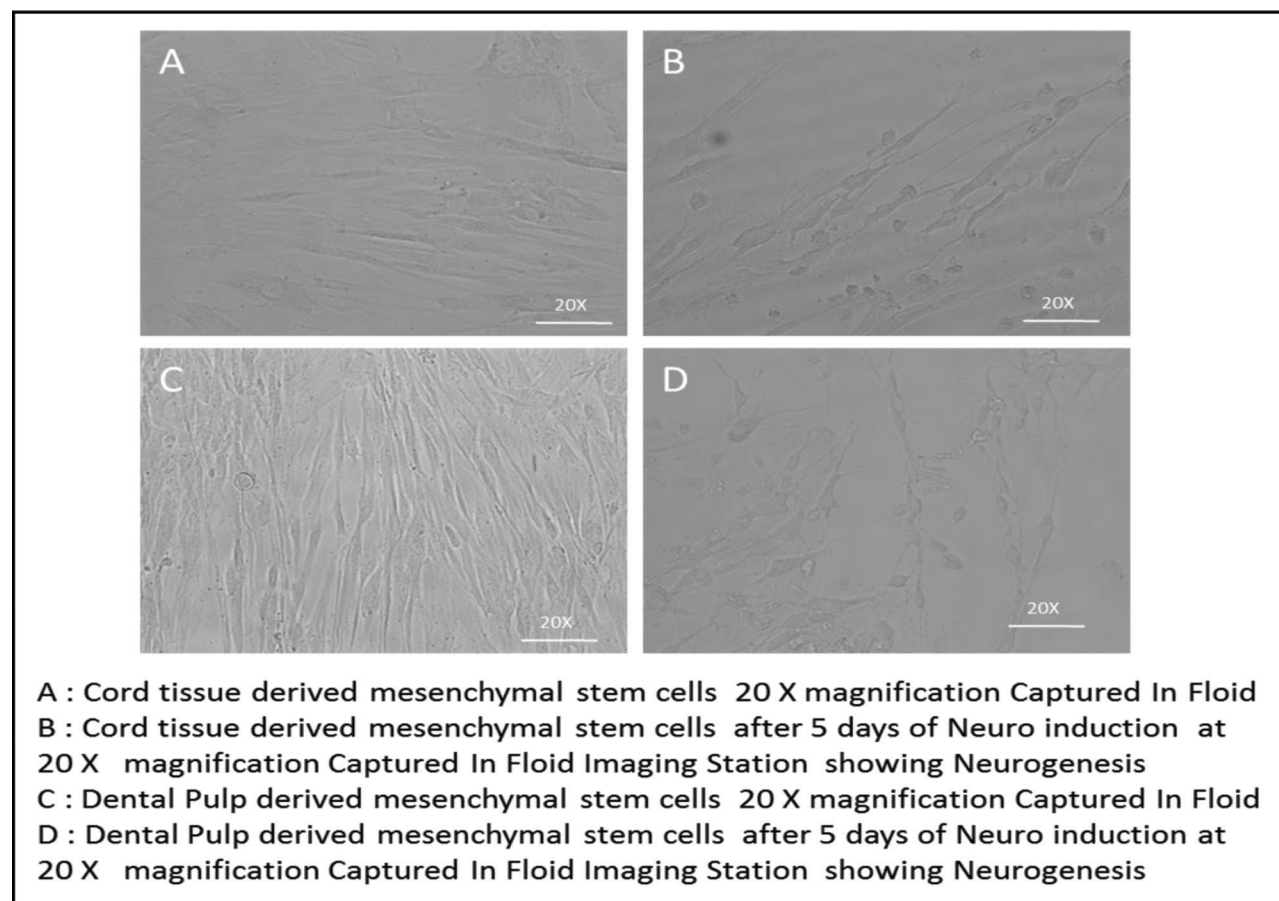 A
B
20X
20X
C
D
20X
20X
A : Cord tissue derived mesenchymal stem cells 20 X magnification Captured In Floid
B : Cord tissue derived mesenchymal stem cells after 5 days of Neuro induction at
20 X magnification Captured In Floid Imaging Station showing Neurogenesis
C : Dental Pulp derived mesenchymal stem cells 20 X magnification Captured In Floid
D : Dental Pulp derived mesenchymal stem cells after 5 days of Neuro induction at
20 X magnification Captured In Floid Imaging Station showing Neurogenesis